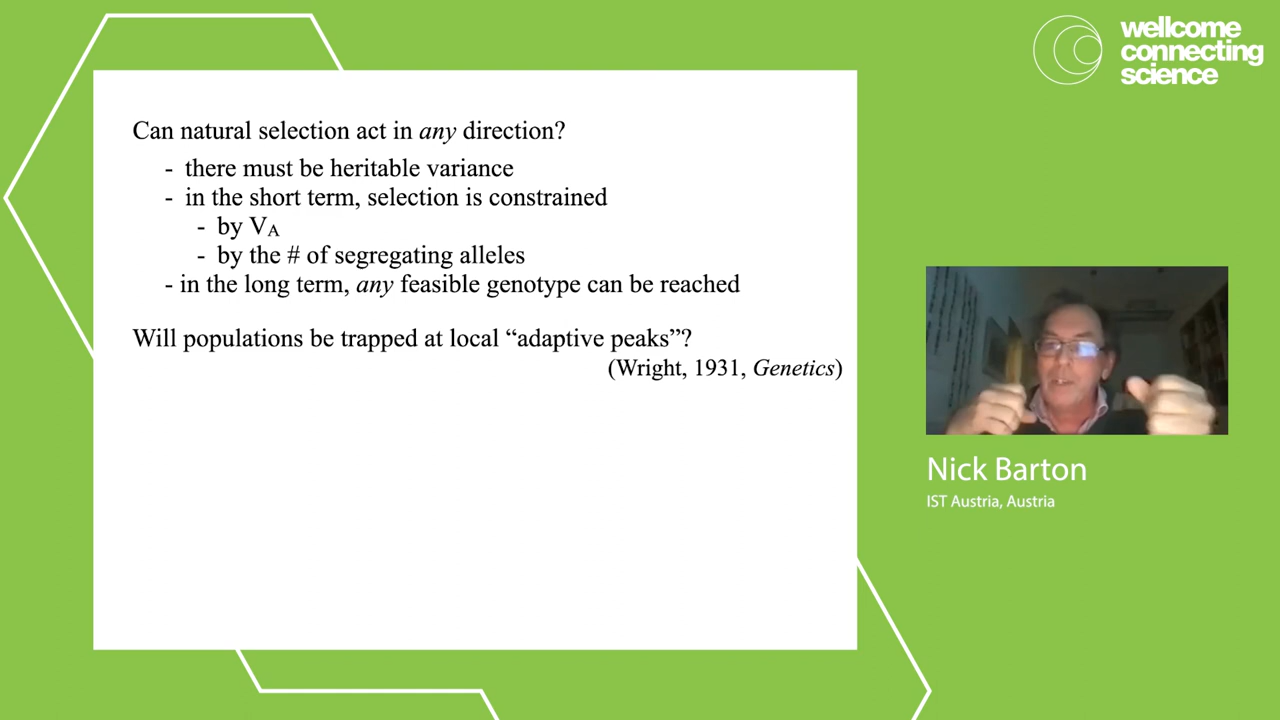 wellcome
connecting
science
Can natural selection act in any direction?
- there must be heritable variance
- in the short term, selection is constrained
- by VA
- by the # of segregating alleles
- in the long term, any feasible genotype can be reached
Will populations be trapped at local “adaptive peaks”?
(Wright, 1931, Genetics)
Nick Barton
IST Austria, Austria